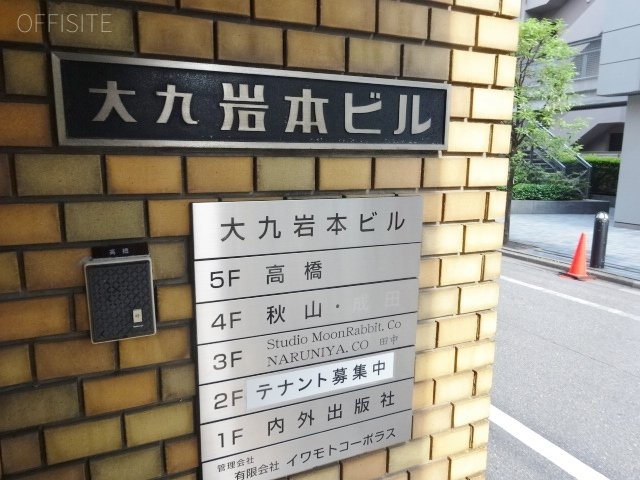 OFFISITE
大九岩本ビル
大九岩本ビル
高橋
5F 高橋
4F 秋山・成田
3F Studio MoonRabbit. Co
NARUNIYA. CO 田中
2F テナント募集中
1F 内外出版社
管理会社
有限会社 イワモトコーポラス